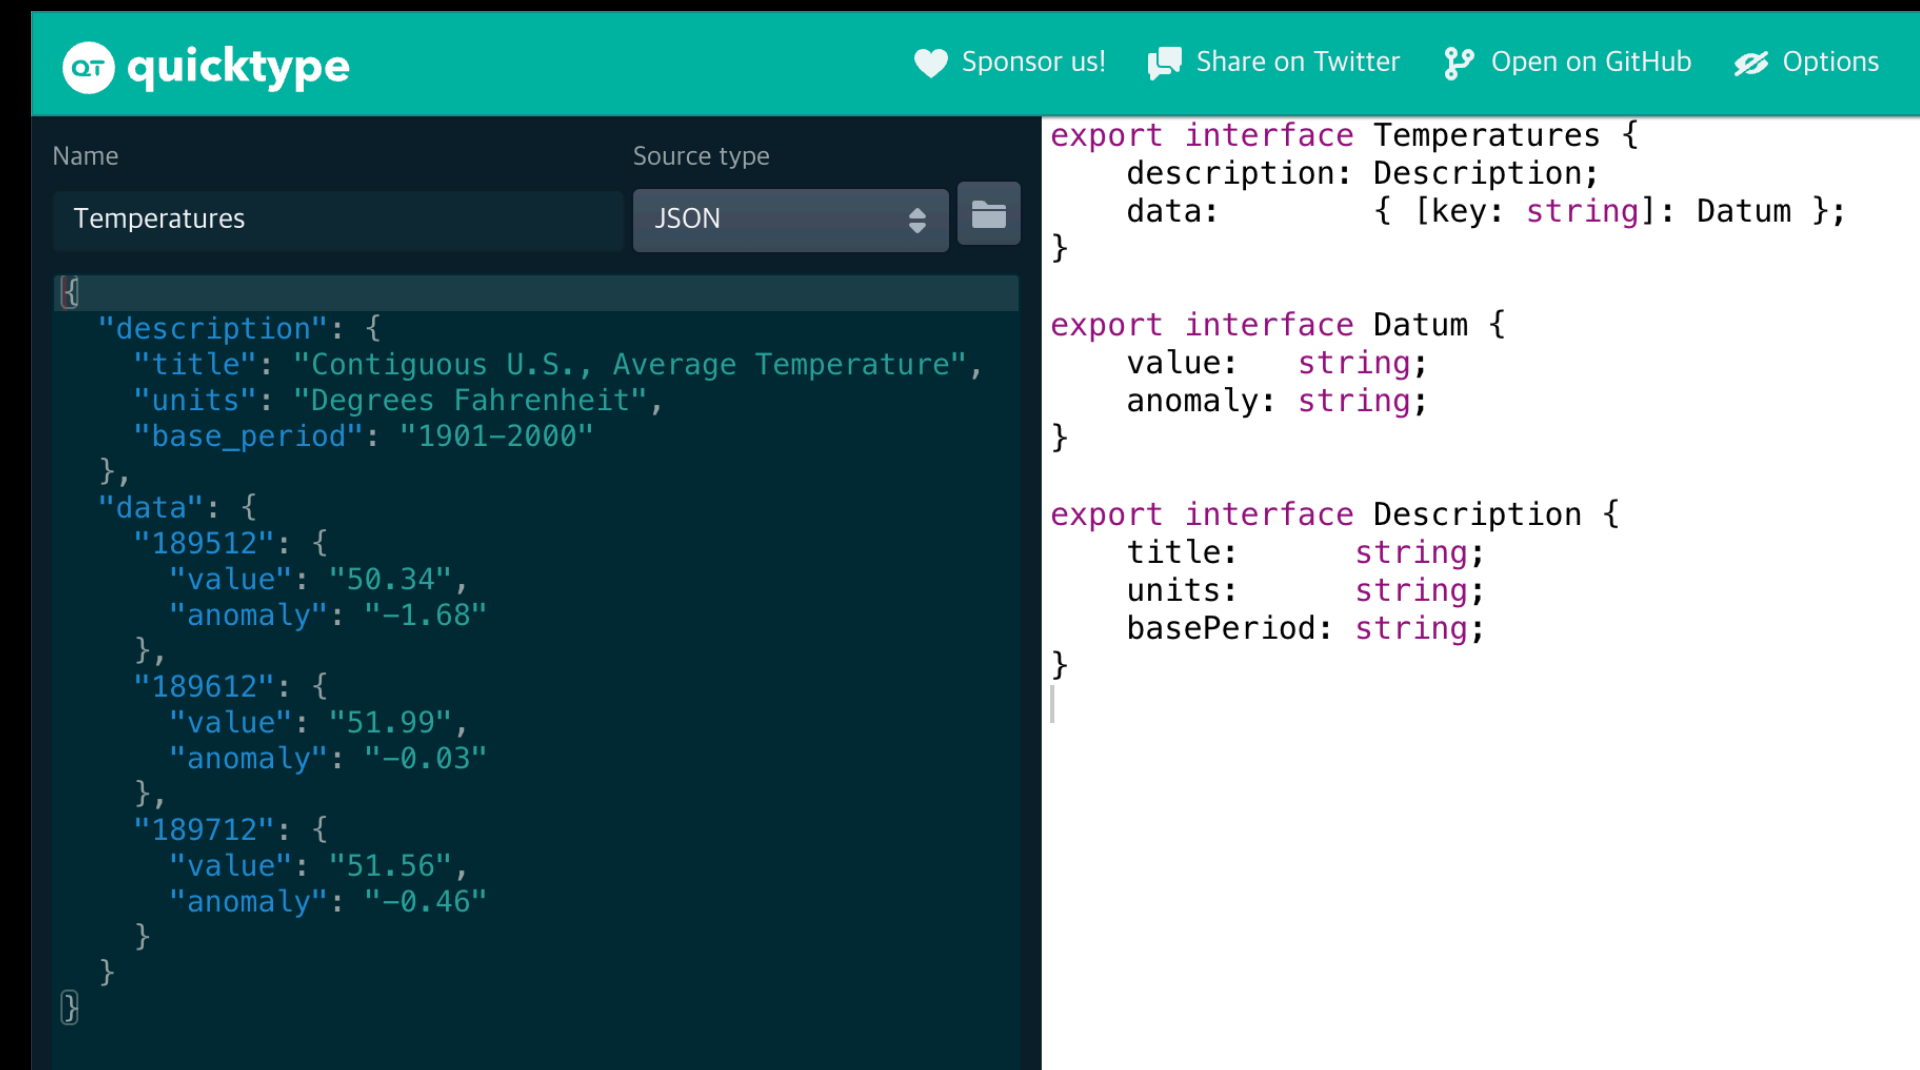 QT quicktype
Sponsor us!
Share on Twitter
Open on GitHub
Options
Name
Source type
Temperatures
JSON
{
  "description": {
    "title": "Contiguous U.S., Average Temperature",
    "units": "Degrees Fahrenheit",
    "base_period": "1901-2000"
  },
  "data": {
    "189512": {
      "value": "50.34",
      "anomaly": "-1.68"
    },
    "189612": {
      "value": "51.99",
      "anomaly": "-0.03"
    },
    "189712": {
      "value": "51.56",
      "anomaly": "-0.46"
    }
  }
}
export interface Temperatures {
    description: Description;
    data:        { [key: string]: Datum };
}

export interface Datum {
    value:   string;
    anomaly: string;
}

export interface Description {
    title:      string;
    units:      string;
    basePeriod: string;
}